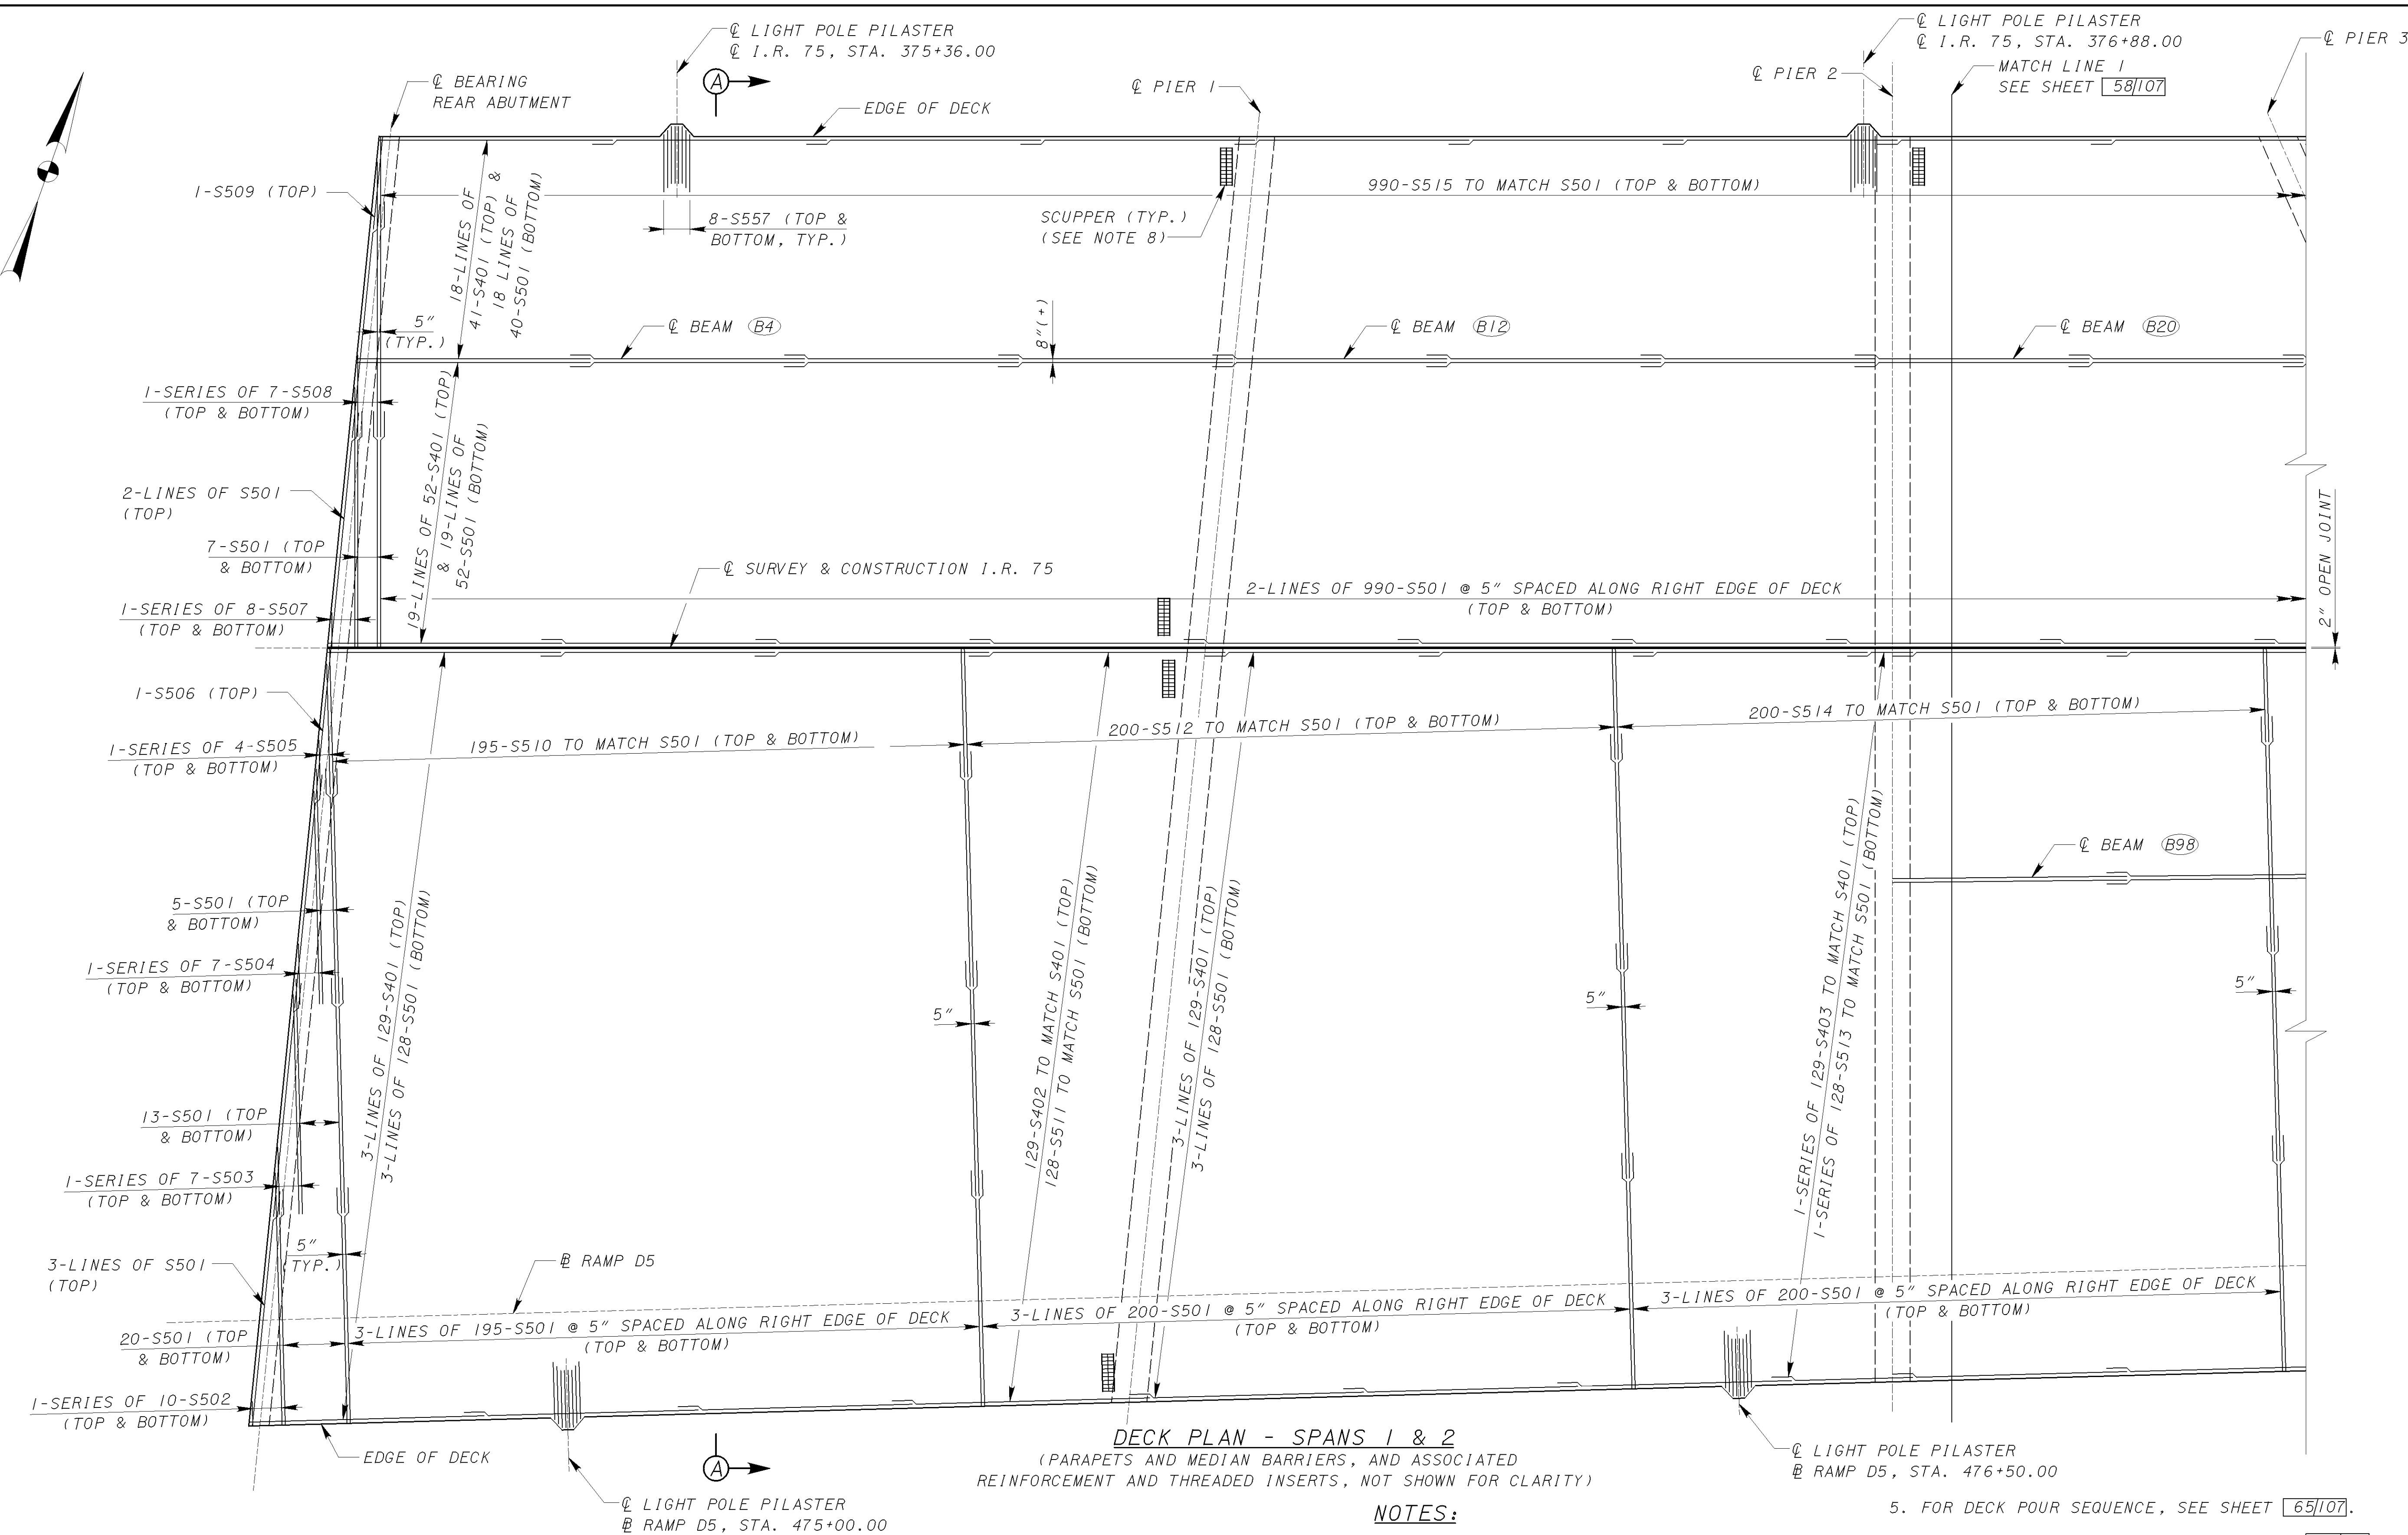 ℄ LIGHT POLE PILASTER
℄ I.R. 75, STA. 375+36.00
℄ LIGHT POLE PILASTER
℄ I.R. 75, STA. 376+88.00
℄ PIER 3
℄ BEARING
REAR ABUTMENT
A
℄ PIER 1
℄ PIER 2
MATCH LINE 1
SEE SHEET 58/107
EDGE OF DECK
1-S509 (TOP)
18-LINES OF
41-S401 (TOP) &
18 LINES OF
40-S501 (BOTTOM)
990-S515 TO MATCH S501 (TOP & BOTTOM)
8-S557 (TOP &
BOTTOM, TYP.)
SCUPPER (TYP.)
(SEE NOTE 8)
5"
(TYP.)
℄ BEAM B4
8"(+)
℄ BEAM B12
℄ BEAM B20
1-SERIES OF 7-S508
(TOP & BOTTOM)
19-LINES OF 52-S401 (TOP)
& 19-LINES OF
52-S501 (BOTTOM)
2-LINES OF S501
(TOP)
7-S501 (TOP
& BOTTOM)
2" OPEN JOINT
℄ SURVEY & CONSTRUCTION I.R. 75
2-LINES OF 990-S501 @ 5" SPACED ALONG RIGHT EDGE OF DECK
(TOP & BOTTOM)
1-SERIES OF 8-S507
(TOP & BOTTOM)
1-S506 (TOP)
1-SERIES OF 4-S505
(TOP & BOTTOM)
195-S510 TO MATCH S501 (TOP & BOTTOM)
200-S512 TO MATCH S501 (TOP & BOTTOM)
200-S514 TO MATCH S501 (TOP & BOTTOM)
℄ BEAM B98
5-S501 (TOP
& BOTTOM)
1-SERIES OF 7-S504
(TOP & BOTTOM)
3-LINES OF 129-S401 (TOP)
3-LINES OF 128-S501 (BOTTOM)
5"
129-S402 TO MATCH S401 (TOP)
128-S511 TO MATCH S501 (BOTTOM)
3-LINES OF 129-S401 (TOP)
3-LINES OF 128-S501 (BOTTOM)
5"
1-SERIES OF 129-S403 TO MATCH S401 (TOP)
1-SERIES OF 128-S513 TO MATCH S501 (BOTTOM)
5"
13-S501 (TOP
& BOTTOM)
1-SERIES OF 7-S503
(TOP & BOTTOM)
3-LINES OF S501
(TOP)
5"
(TYP.)
℄ RAMP D5
20-S501 (TOP
& BOTTOM)
3-LINES OF 195-S501 @ 5" SPACED ALONG RIGHT EDGE OF DECK
(TOP & BOTTOM)
3-LINES OF 200-S501 @ 5" SPACED ALONG RIGHT EDGE OF DECK
(TOP & BOTTOM)
3-LINES OF 200-S501 @ 5" SPACED ALONG RIGHT EDGE OF DECK
(TOP & BOTTOM)
1-SERIES OF 10-S502
(TOP & BOTTOM)
EDGE OF DECK
A
℄ LIGHT POLE PILASTER
℄ RAMP D5, STA. 475+00.00
DECK PLAN - SPANS 1 & 2
(PARAPETS AND MEDIAN BARRIERS, AND ASSOCIATED
REINFORCEMENT AND THREADED INSERTS, NOT SHOWN FOR CLARITY)
℄ LIGHT POLE PILASTER
℄ RAMP D5, STA. 476+50.00
NOTES:
5. FOR DECK POUR SEQUENCE, SEE SHEET 65/107.